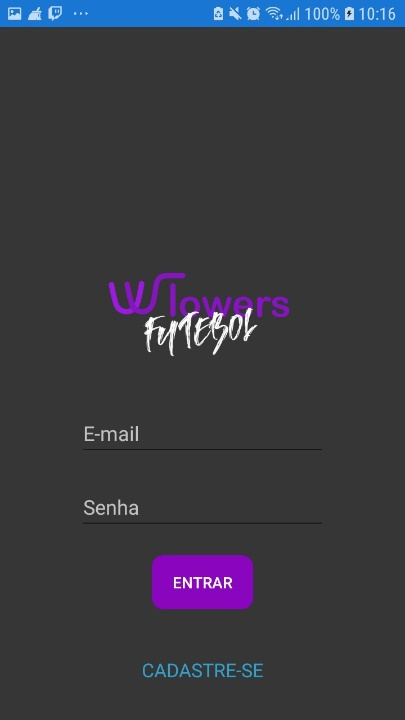 100% 10:16
WTowers
FUTEBOL
E-mail
Senha
ENTRAR
CADASTRE-SE